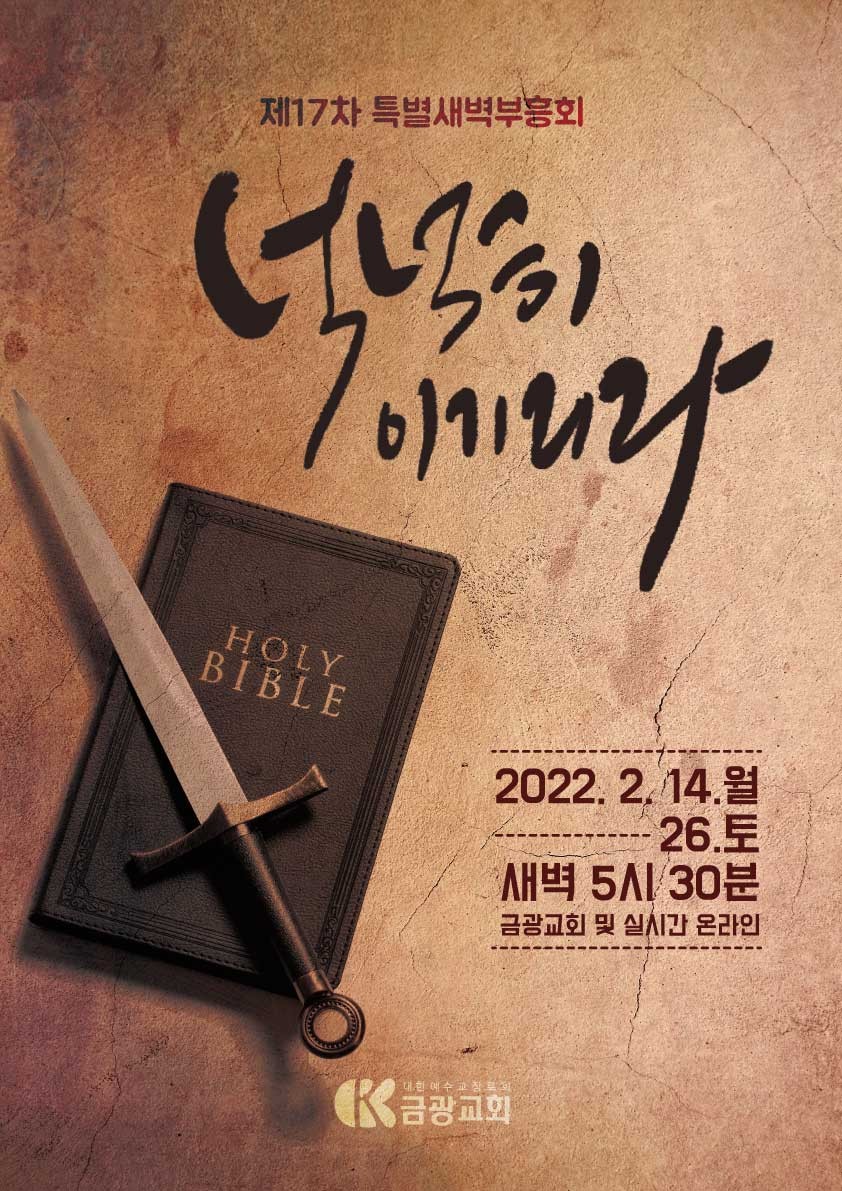 제17차 특별새벽부흥회
넉넉히
이기리라
HOLY
BIBLE
2022. 2. 14.월
26.토
새벽 5시 30분
금광교회 및 실시간 온라인
대한예수교장로회
금광교회